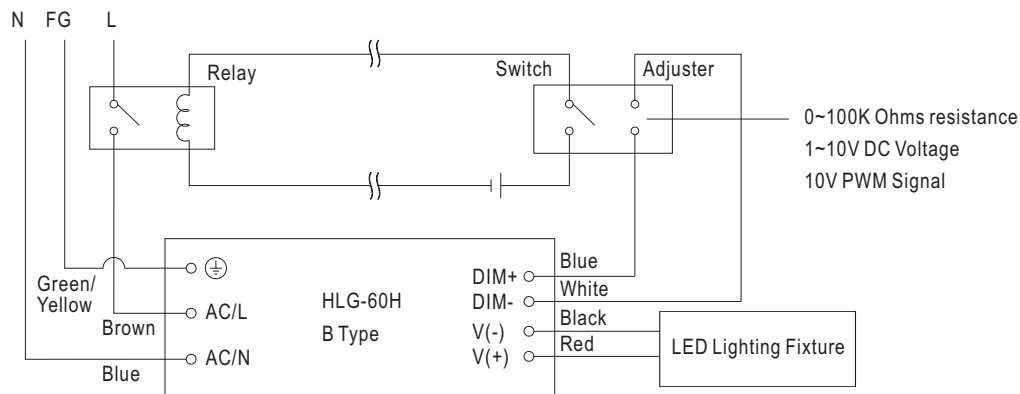 N FG L
Relay
Switch
Adjuster
0~100K Ohms resistance
1~10V DC Voltage
10V PWM Signal
Green/
Yellow
Brown
Blue
AC/L
AC/N
HLG-60H
B Type
DIM+
DIM-
V(-)
V(+)
Blue
White
Black
Red
LED Lighting Fixture